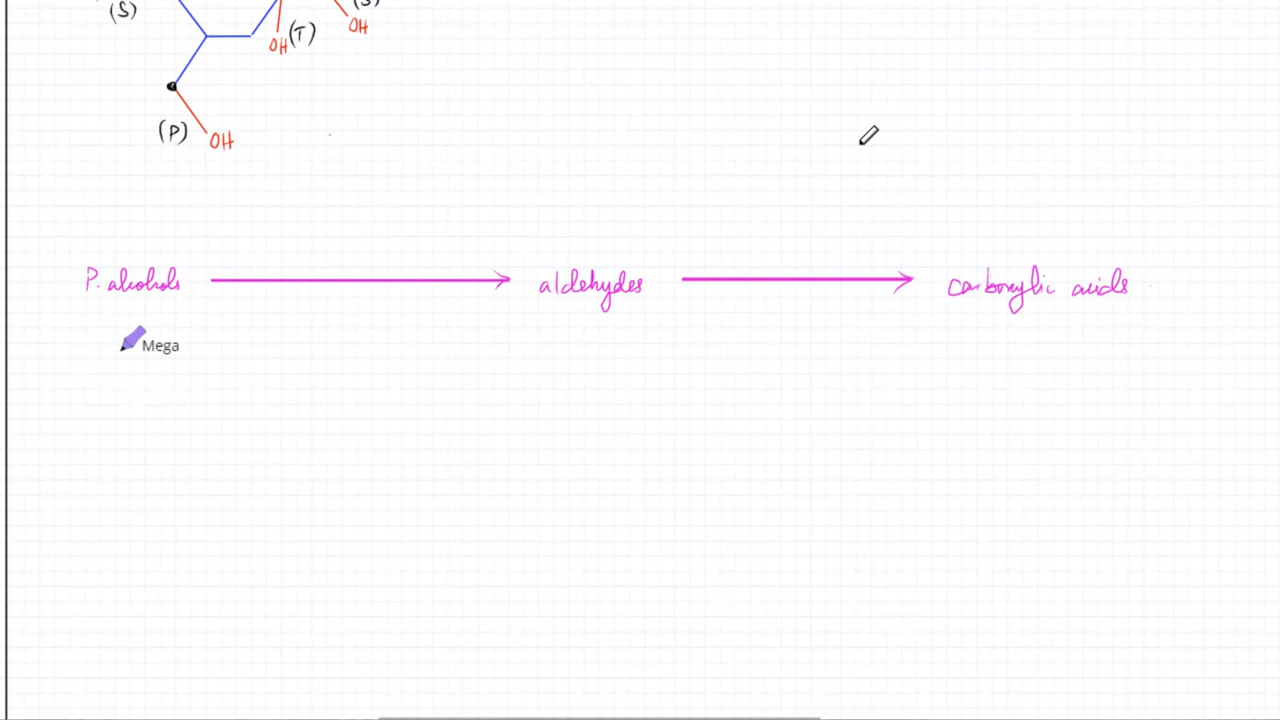 (S)
(S)
OH
OH (T)
(P) OH
P. alcohols → aldehydes → carboxylic acids
Mega